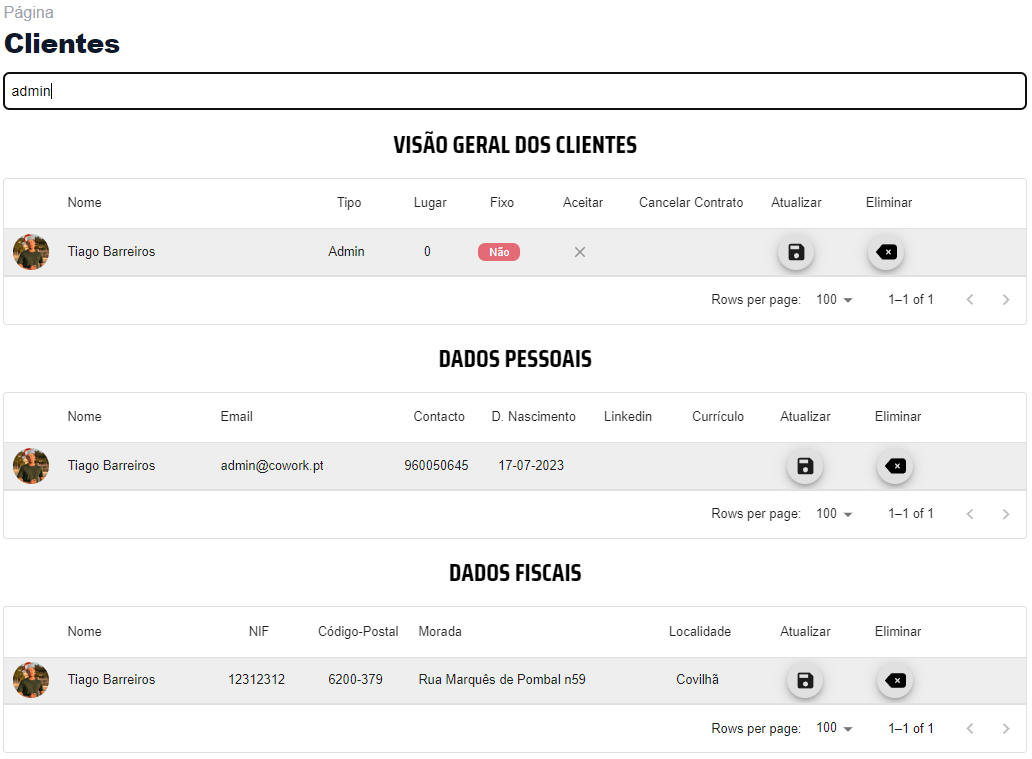 Página
Clientes
admin
VISÃO GERAL DOS CLIENTES
Nome Tipo Lugar Fixo Aceitar Cancelar Contrato Atualizar Eliminar
Tiago Barreiros Admin 0 Não
Rows per page: 100 1–1 of 1
DADOS PESSOAIS
Nome Email Contacto D. Nascimento Linkedin Currículo Atualizar Eliminar
Tiago Barreiros admin@cowork.pt 960050645 17-07-2023
Rows per page: 100 1–1 of 1
DADOS FISCAIS
Nome NIF Código-Postal Morada Localidade Atualizar Eliminar
Tiago Barreiros 12312312 6200-379 Rua Marquês de Pombal n59 Covilhã
Rows per page: 100 1–1 of 1